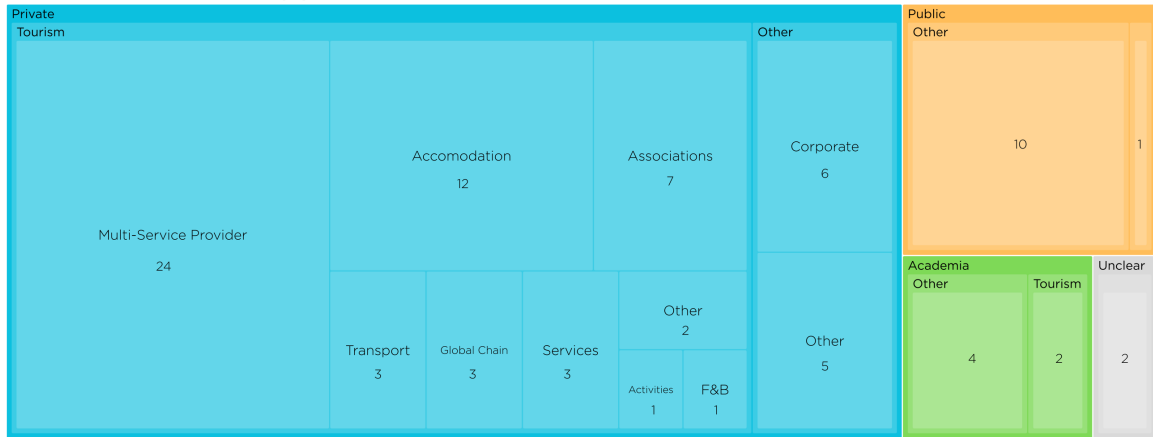 Private
Tourism
Multi-Service Provider
24
Accomodation
12
Associations
7
Transport
3
Global Chain
3
Services
3
Other
2
Activities
1
F&B
1
Other
Corporate
6
Other
5
Public
Other
10
1
Academia
Other
4
Tourism
2
Unclear
2